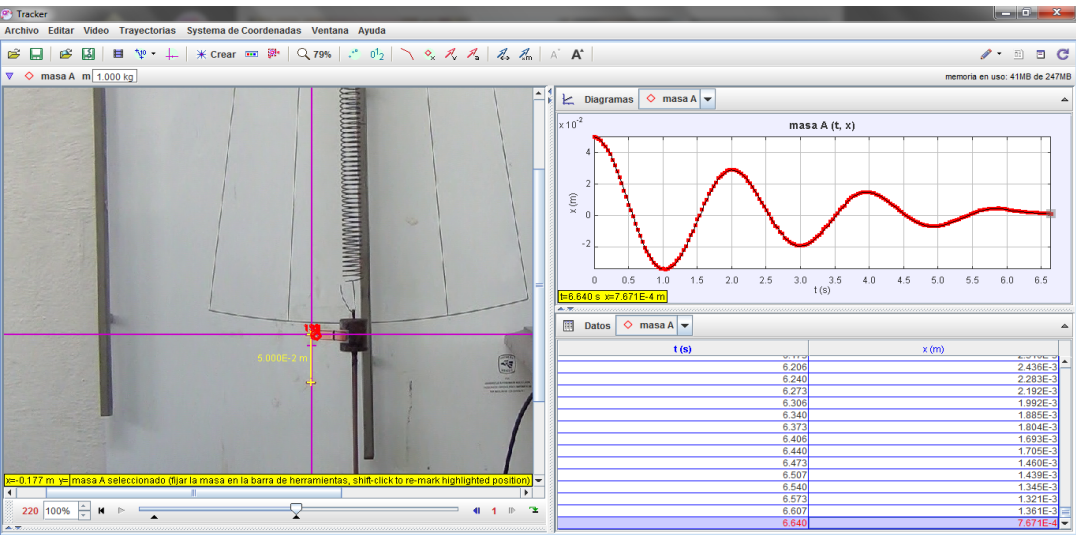 Tracker
Archivo Editar Video Trayectorias Sistema de Coordenadas Ventana Ayuda
Crear 79%
masa A m 1.000 kg memoria en uso: 41MB de 247MB
Diagramas masa A
x 10⁻² masa A (t, x)
4
2
0
-2
x (m)
0 0.5 1.0 1.5 2.0 2.5 3.0 3.5 4.0 4.5 5.0 5.5 6.0 6.5
t (s)
t=6.640 s x=7.671E-4 m
5.000E-2 m
Datos masa A
t (s) x (m)
6.206 2.436E-3
6.240 2.283E-3
6.273 2.192E-3
6.306 1.992E-3
6.340 1.885E-3
6.373 1.804E-3
6.406 1.693E-3
6.440 1.705E-3
6.473 1.460E-3
6.507 1.439E-3
6.540 1.345E-3
6.573 1.321E-3
6.607 1.361E-3
6.640 7.671E-4
x=-0.177 m y= masa A seleccionado (fijar la masa en la barra de herramientas, shift-click to re-mark highlighted position)
220 100% 1